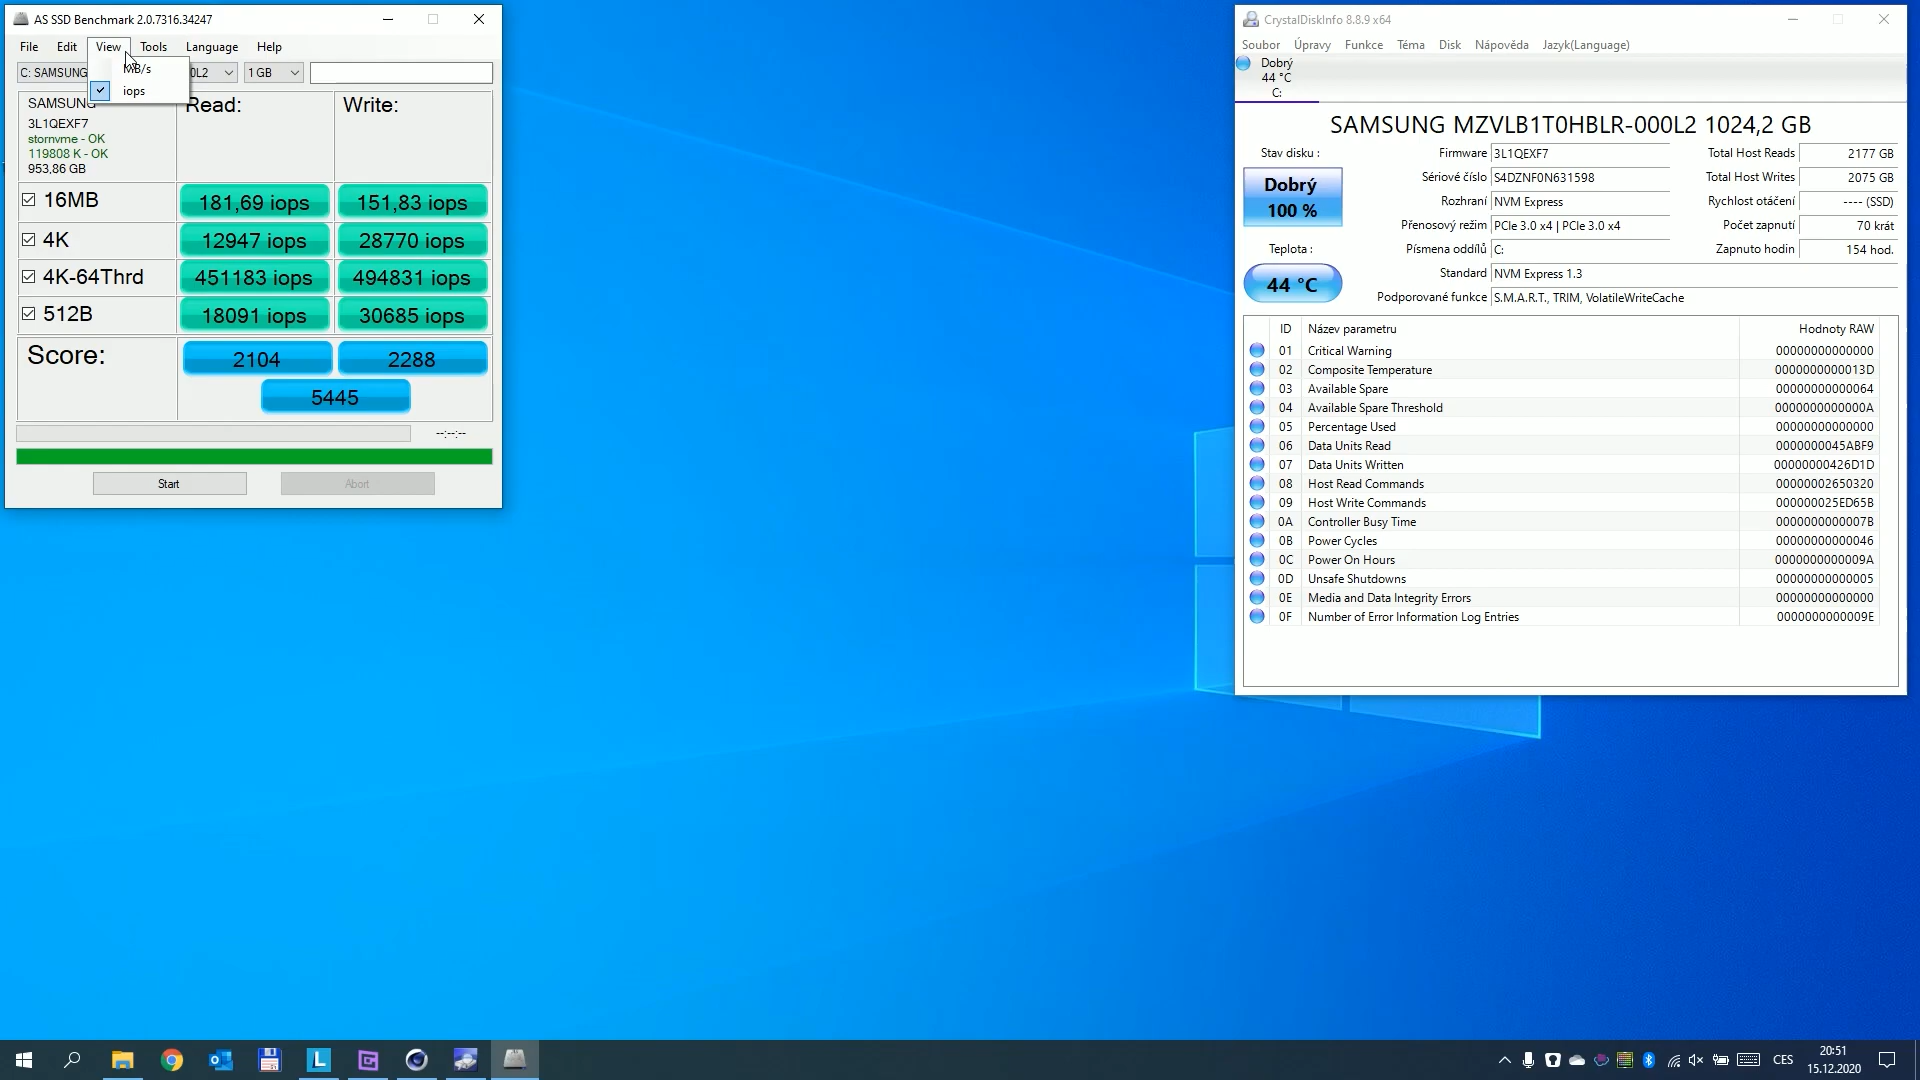 AS SSD Benchmark 2.0.7316.34247
File Edit View Tools Language Help
C: SAMSUNG 0L2 1 GB
MB/s
iops
SAMSUNG
3L1QEXF7
stornvme - OK
119808 K - OK
953,86 GB
Read: Write:
16MB 181,69 iops 151,83 iops
4K 12947 iops 28770 iops
4K-64Thrd 451183 iops 494831 iops
512B 18091 iops 30685 iops
Score: 2104 2288
5445
--:--:--
Start Abort
CrystalDiskInfo 8.8.9 x64
Soubor Úpravy Funkce Téma Disk Nápověda Jazyk(Language)
Dobrý
44 °C
C:
SAMSUNG MZVLB1T0HBLR-000L2 1024,2 GB
Stav disku :
Dobrý
100 %
Teplota :
44 °C
Firmware 3L1QEXF7
Sériové číslo S4DZNF0N631598
Rozhraní NVM Express
Přenosový režim PCIe 3.0 x4 | PCIe 3.0 x4
Písmena oddílů C:
Standard NVM Express 1.3
Podporované funkce S.M.A.R.T., TRIM, VolatileWriteCache
Total Host Reads 2177 GB
Total Host Writes 2075 GB
Rychlost otáčení ---- (SSD)
Počet zapnutí 70 krát
Zapnuto hodin 154 hod.
ID Název parametru Hodnoty RAW
01 Critical Warning 00000000000000
02 Composite Temperature 0000000000013D
03 Available Spare 00000000000064
04 Available Spare Threshold 0000000000000A
05 Percentage Used 00000000000000
06 Data Units Read 0000000045ABF9
07 Data Units Written 00000000426D1D
08 Host Read Commands 00000002650320
09 Host Write Commands 000000025ED65B
0A Controller Busy Time 0000000000007B
0B Power Cycles 00000000000046
0C Power On Hours 0000000000009A
0D Unsafe Shutdowns 00000000000005
0E Media and Data Integrity Errors 00000000000000
0F Number of Error Information Log Entries 0000000000009E
CES
20:51
15.12.2020